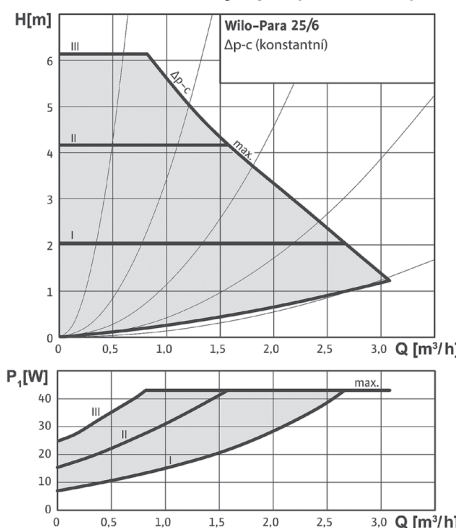 H[m]
Wilo-Para 25/6
Δp-c (konstantní)
III
6
Δp-c
5
II
max.
4
3
I
2
1
0
0 0,5 1,0 1,5 2,0 2,5 3,0 Q [m³/h]
P₁[W]
max.
40
III
30
II
20
I
10
0
0 0,5 1,0 1,5 2,0 2,5 3,0 Q [m³/h]